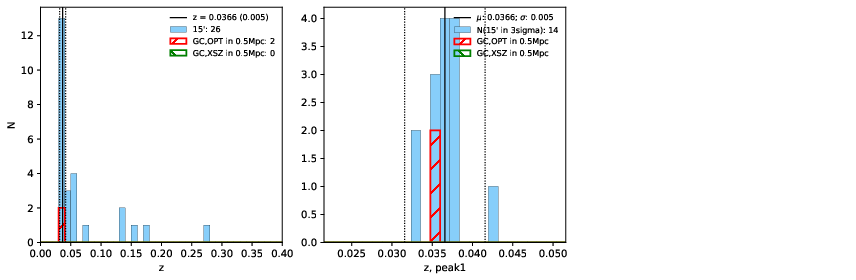 z = 0.0366 (0.005)
15': 26
GC,OPT in 0.5Mpc: 2
GC,XSZ in 0.5Mpc: 0
N
12
10
8
6
4
2
0
0.00 0.05 0.10 0.15 0.20 0.25 0.30 0.35 0.40
z
μ: 0.0366; σ: 0.005
N(15' in 3sigma): 14
GC,OPT in 0.5Mpc
GC,XSZ in 0.5Mpc
4.0
3.5
3.0
2.5
2.0
1.5
1.0
0.5
0.0
0.025 0.030 0.035 0.040 0.045 0.050
z, peak1